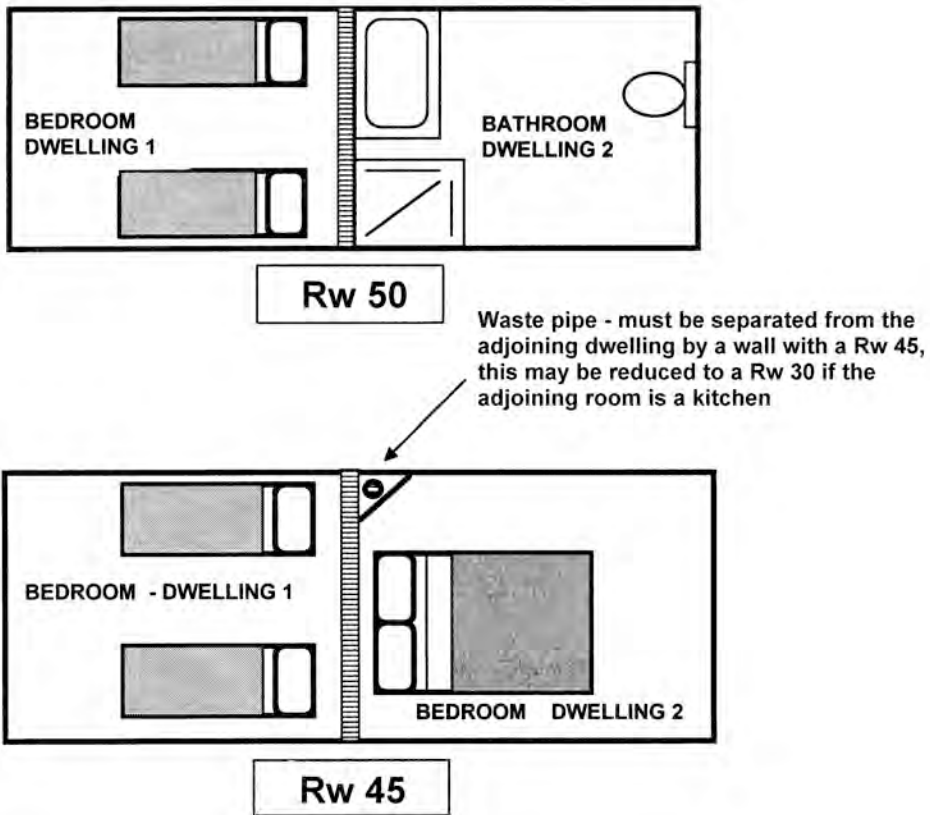 BEDROOM
DWELLING 1
BATHROOM
DWELLING 2
Rw 50
Waste pipe - must be separated from the
adjoining dwelling by a wall with a Rw 45,
this may be reduced to a Rw 30 if the
adjoining room is a kitchen
BEDROOM - DWELLING 1
BEDROOM DWELLING 2
Rw 45